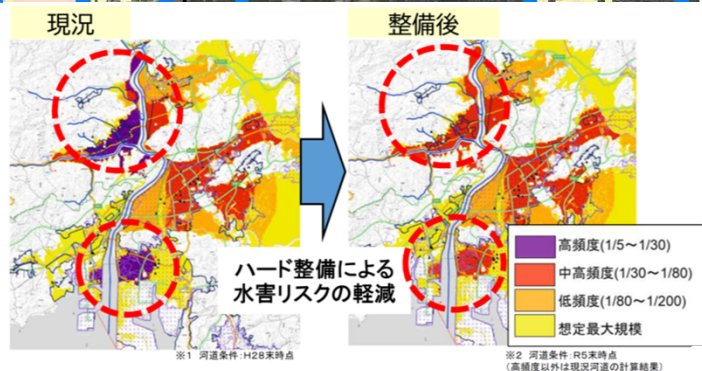 現況
整備後
ハード整備による
水害リスクの軽減
高頻度(1/5～1/30)
中高頻度(1/30～1/80)
低頻度(1/80～1/200)
想定最大規模
※1 河道条件:H28末時点
※2 河道条件:R5末時点
(高頻度以外は現況河道の計算結果)